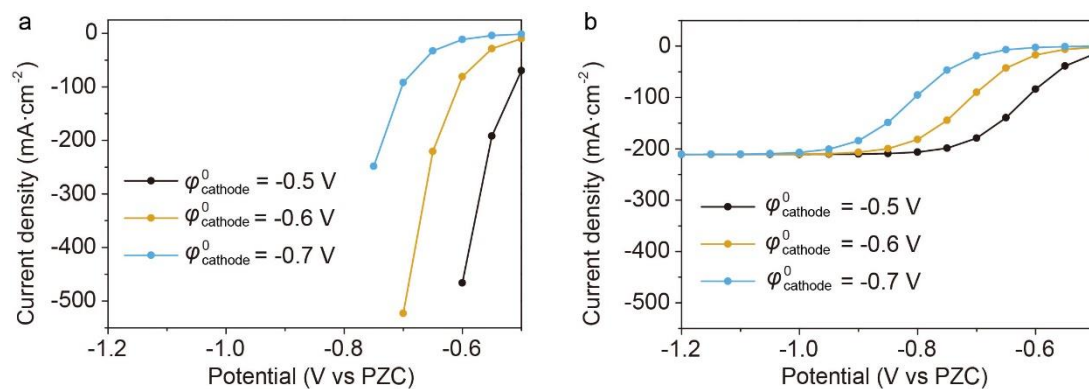 a
Current density (mA·cm⁻²)
0
-100
-200
-300
-400
-500
φ⁰cathode = -0.5 V
φ⁰cathode = -0.6 V
φ⁰cathode = -0.7 V
-1.2 -1.0 -0.8 -0.6
Potential (V vs PZC)
b
Current density (mA·cm⁻²)
0
-100
-200
-300
-400
-500
φ⁰cathode = -0.5 V
φ⁰cathode = -0.6 V
φ⁰cathode = -0.7 V
-1.2 -1.0 -0.8 -0.6
Potential (V vs PZC)